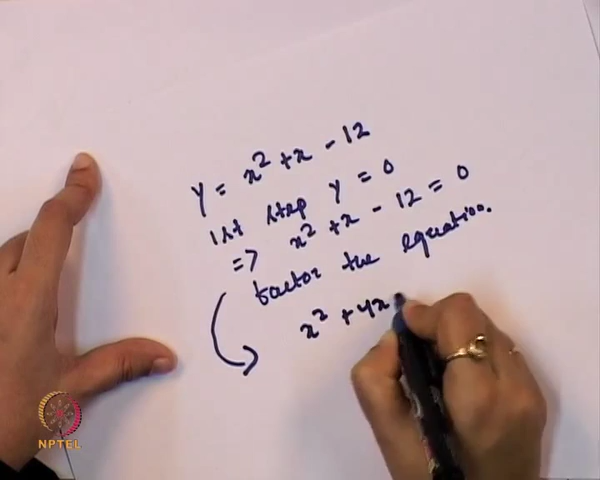 y = x² + x - 12
1st step y = 0
=> x² + x - 12 = 0
factor the equation.
x² + 4x
NPTEL